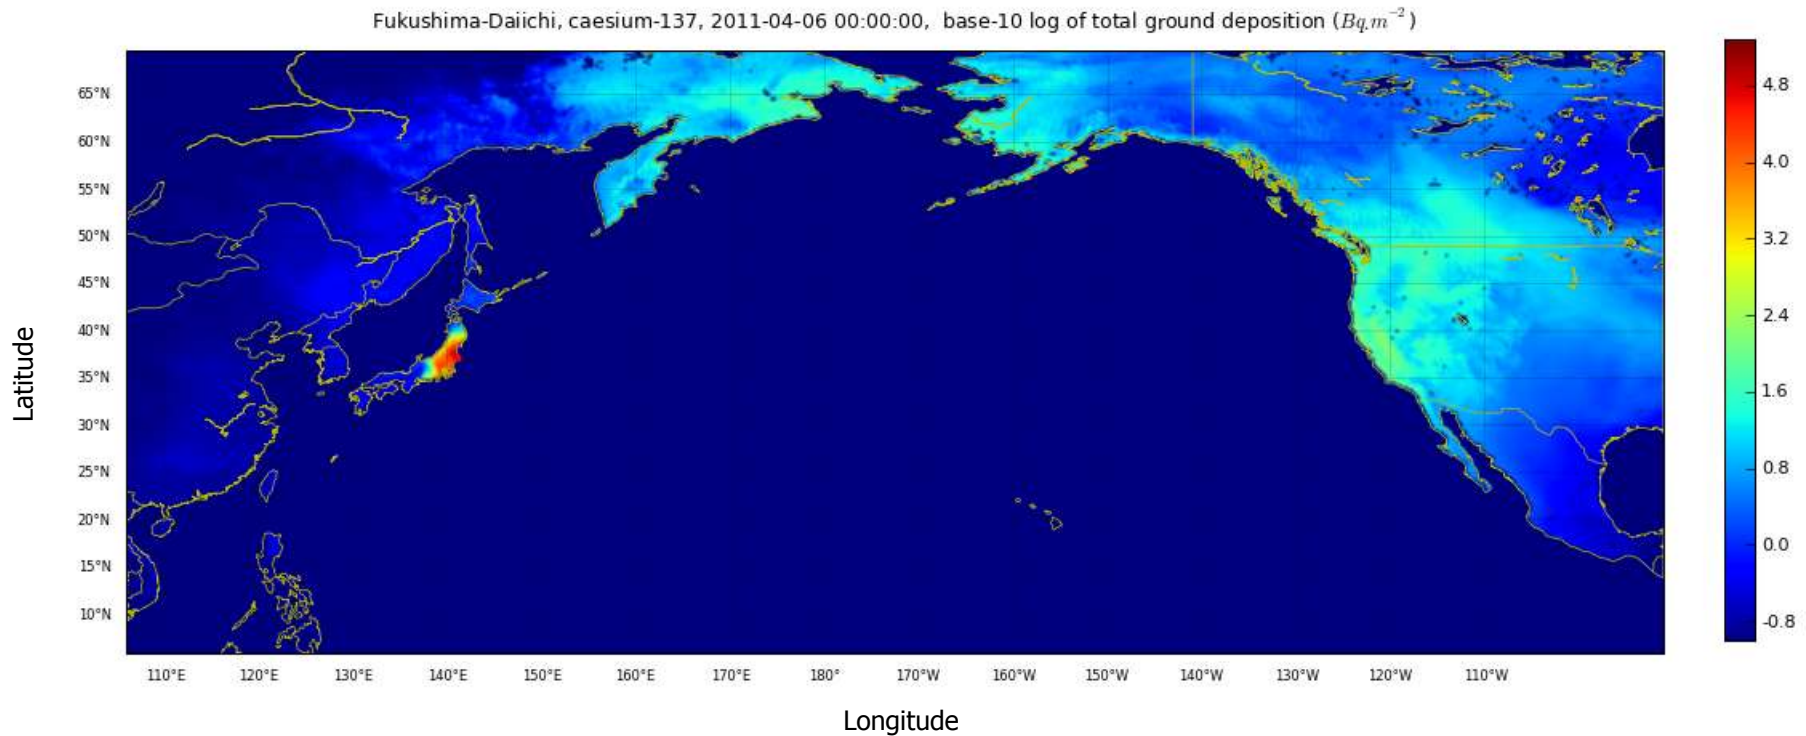 Fukushima-Daiichi, caesium-137, 2011-04-06 00:00:00, base-10 log of total ground deposition (Bq.m⁻²)
65°N
60°N
55°N
50°N
45°N
40°N
35°N
30°N
25°N
20°N
15°N
10°N
Latitude
110°E 120°E 130°E 140°E 150°E 160°E 170°E 180° 170°W 160°W 150°W 140°W 130°W 120°W 110°W
Longitude
4.8
4.0
3.2
2.4
1.6
0.8
0.0
-0.8